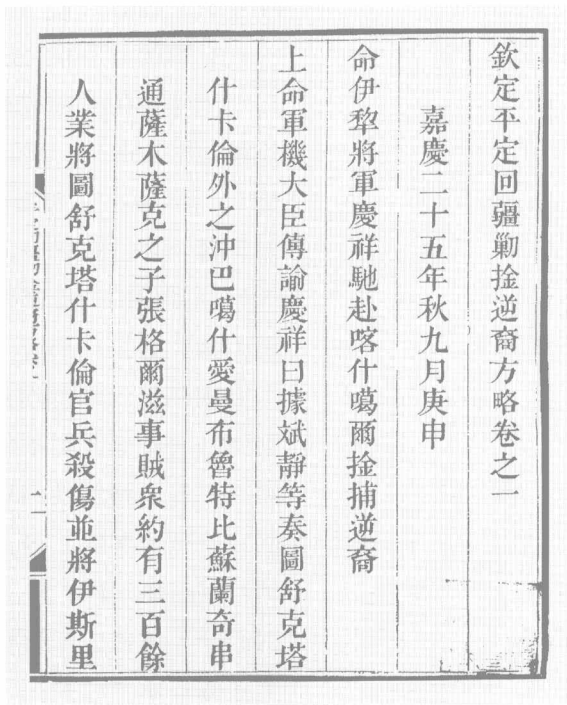 欽定平定回疆勦捡逆裔方略卷之一
嘉慶二十五年秋九月庚申
命伊犂將軍慶祥馳赴喀什噶爾捡捕逆裔
上命軍機大臣傳諭慶祥曰據斌靜等奏圖舒克塔
什卡倫外之沖巴噶什愛曼布魯特比蘇蘭奇串
通薩木薩克之子張格爾滋事賊衆約有三百餘
人業將圖舒克塔什卡倫官兵殺傷並將伊斯里